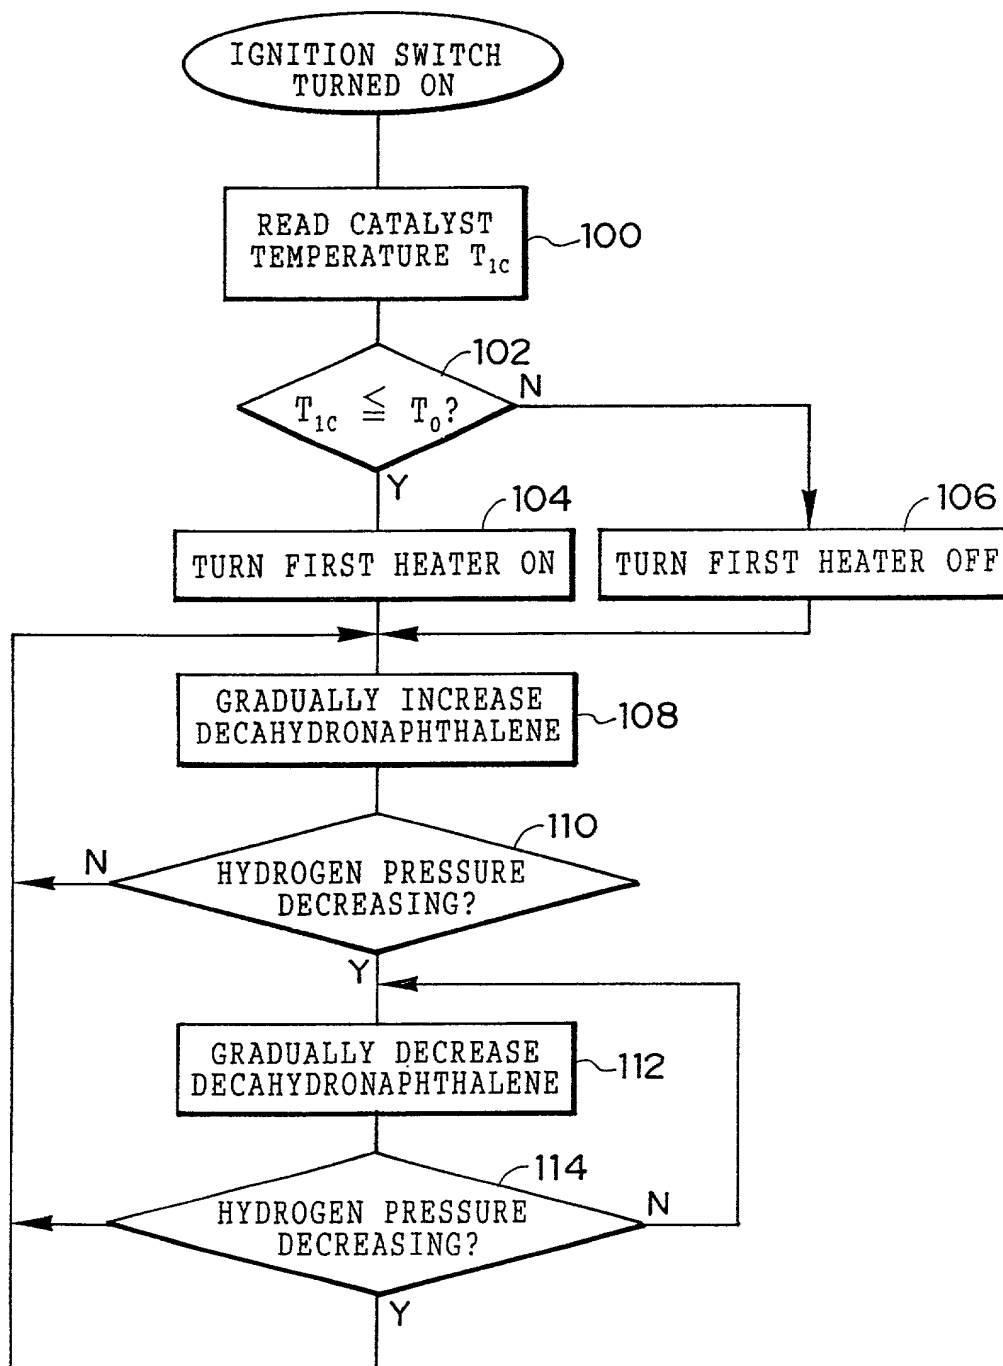 IGNITION SWITCH
TURNED ON
READ CATALYST
TEMPERATURE T1C
100
102
T1C ≦ T0?
N
Y
104
TURN FIRST HEATER ON
106
TURN FIRST HEATER OFF
GRADUALLY INCREASE
DECAHYDRONAPHTHALENE
108
110
N
HYDROGEN PRESSURE
DECREASING?
Y
GRADUALLY DECREASE
DECAHYDRONAPHTHALENE
112
114
HYDROGEN PRESSURE
DECREASING?
N
Y